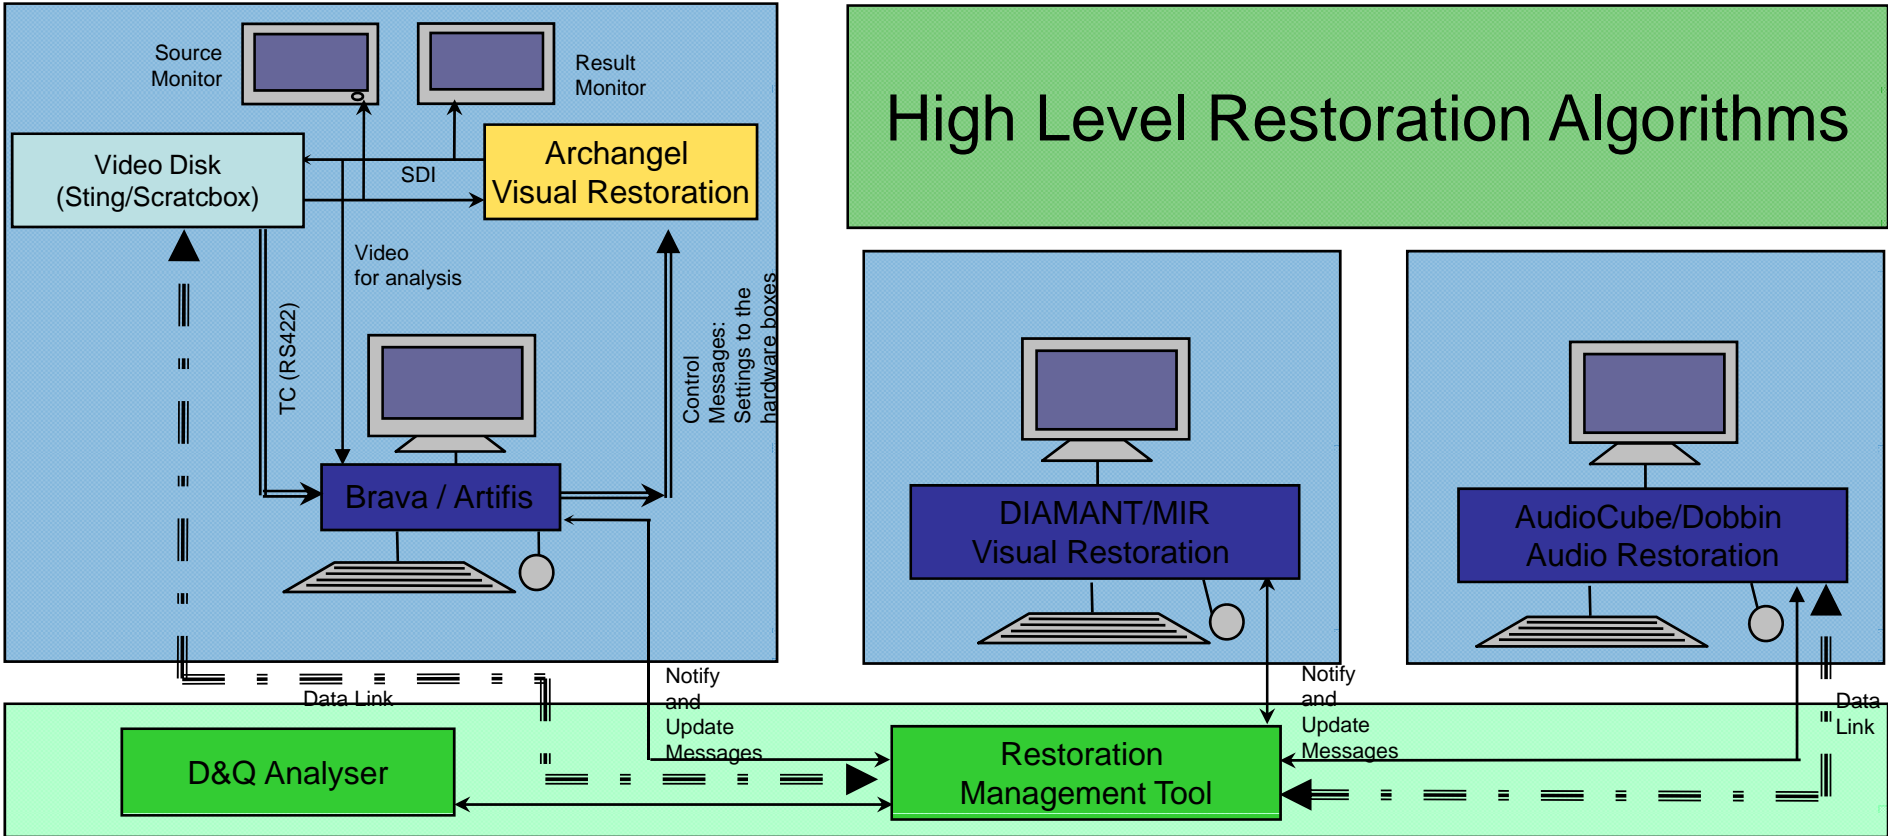 Source
Monitor
Result
Monitor
High Level Restoration Algorithms
Video Disk
(Sting/Scratcbox)
SDI
Archangel
Visual Restoration
Video
for analysis
TC (RS422)
Control
Messages:
Settings to the
hardware boxes
Brava / Artifis
DIAMANT/MIR
Visual Restoration
AudioCube/Dobbin
Audio Restoration
Data Link
Notify
and
Update
Messages
Notify
and
Update
Messages
Data
Link
D&Q Analyser
Restoration
Management Tool